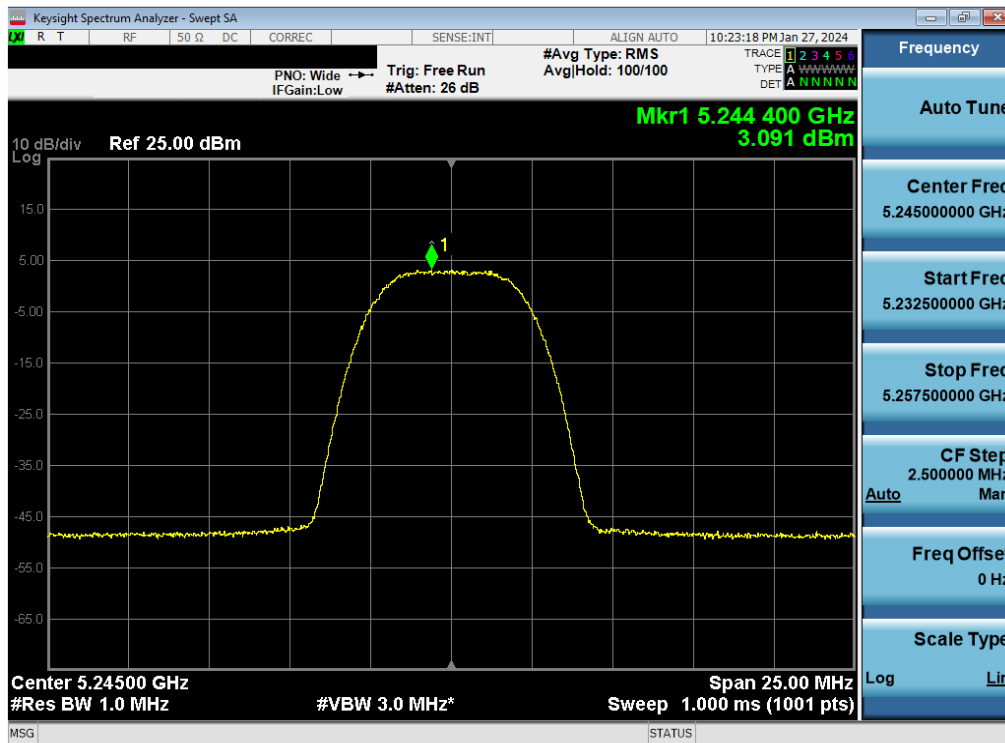 Keysight Spectrum Analyzer - Swept SA
LXI R T RF 50 Ω DC CORREC SENSE:INT ALIGN AUTO 10:23:18 PM Jan 27, 2024
Frequency
PNO: Wide
IFGain:Low
Trig: Free Run
#Atten: 26 dB
#Avg Type: RMS
Avg|Hold: 100/100
TRACE 1 2 3 4 5 6
TYPE A WWWWW
DET A N N N N N
Auto Tune
Mkr1 5.244 400 GHz
3.091 dBm
10 dB/div
Log
Ref 25.00 dBm
15.0
5.00
-5.00
-15.0
-25.0
-35.0
-45.0
-55.0
-65.0
1
Center Freq
5.245000000 GHz
Start Freq
5.232500000 GHz
Stop Freq
5.257500000 GHz
CF Step
2.500000 MHz
Auto Man
Freq Offset
0 Hz
Scale Type
Log Lin
Center 5.24500 GHz
Span 25.00 MHz
#Res BW 1.0 MHz
#VBW 3.0 MHz*
Sweep 1.000 ms (1001 pts)
MSG
STATUS